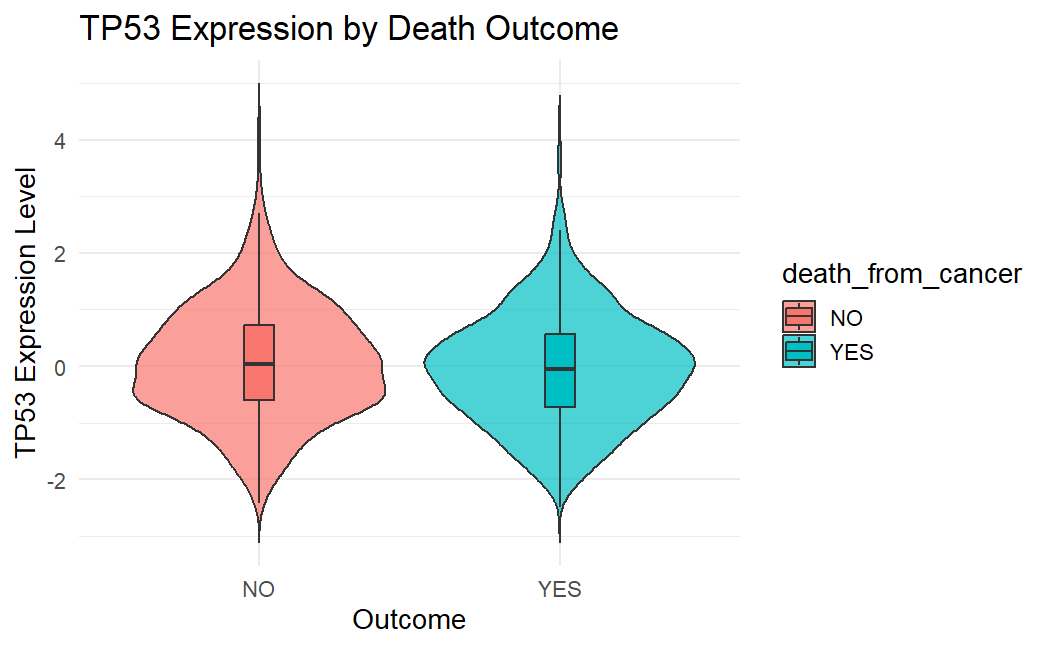 TP53 Expression by Death Outcome
TP53 Expression Level
4
2
0
-2
NO
YES
Outcome
death_from_cancer
NO
YES